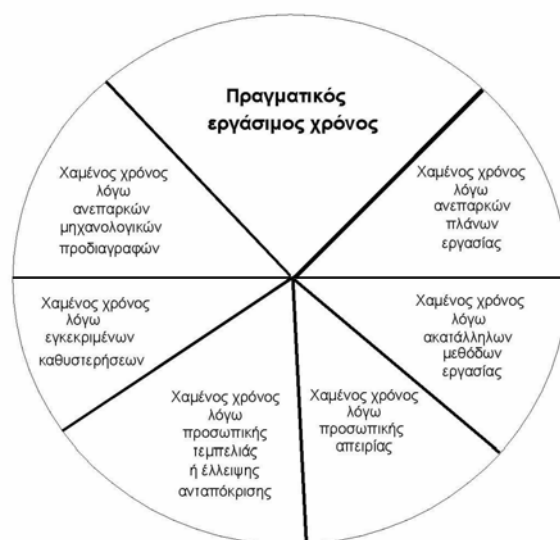 Πραγματικός
εργάσιμος χρόνος
Χαμένος χρόνος
λόγω
ανεπαρκών
πλάνων
εργασίας
Χαμένος χρόνος
λόγω
ακατάλληλων
μεθόδων
εργασίας
Χαμένος χρόνος
λόγω
προσωπικής
απειρίας
Χαμένος χρόνος
λόγω
προσωπικής
τεμπελιάς
ή έλλειψης
ανταπόκρισης
Χαμένος χρόνος
λόγω
εγκεκριμένων
καθυστερήσεων
Χαμένος χρόνος
λόγω
ανεπαρκών
μηχανολογικών
προδιαγραφών